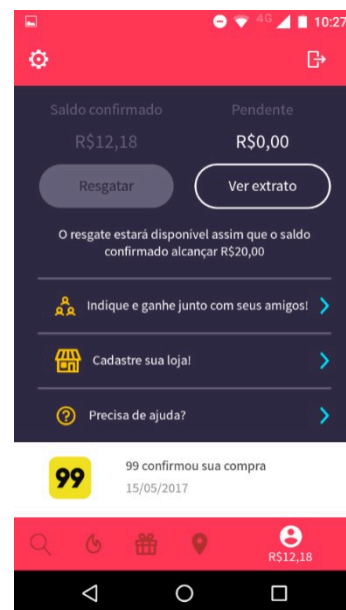 4G 10:27
Saldo confirmado Pendente
R$12,18 R$0,00
Resgatar Ver extrato
O resgate estará disponível assim que o saldo
confirmado alcançar R$20,00
Indique e ganhe junto com seus amigos!
Cadastre sua loja!
Precisa de ajuda?
99 99 confirmou sua compra
15/05/2017
R$12,18